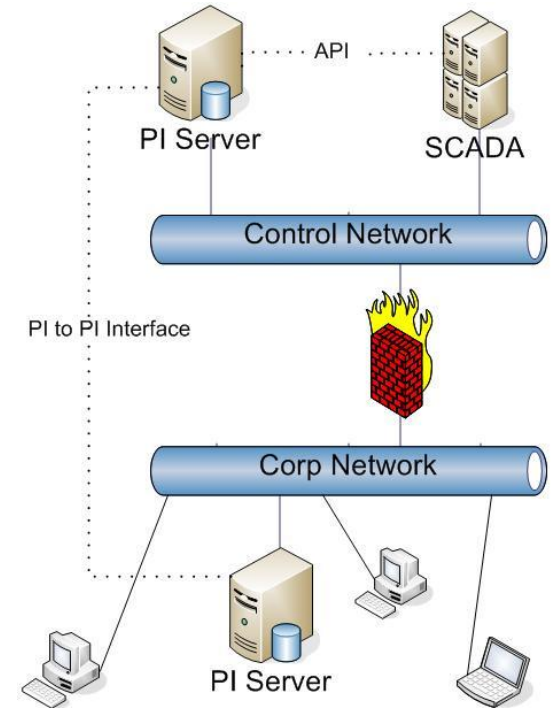 API
PI Server
SCADA
Control Network
PI to PI Interface
Corp Network
PI Server